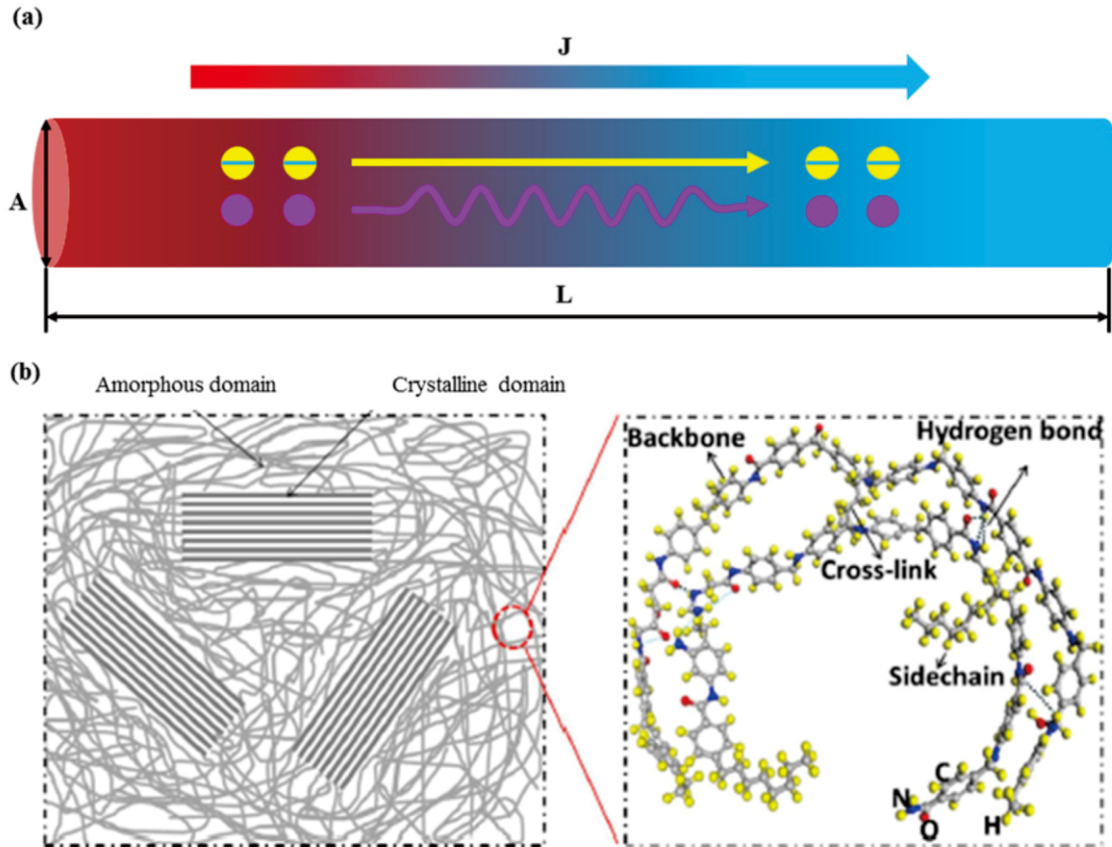 (a)
J
A
L
(b)
Amorphous domain
Crystalline domain
Backbone
Hydrogen bond
Cross-link
Sidechain
C
N
O
H